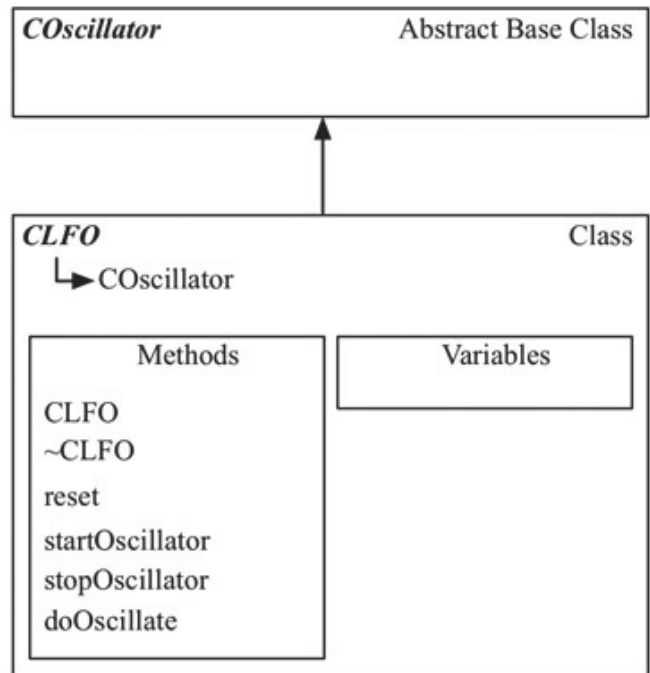 COscillator Abstract Base Class
CLFO Class
COscillator
Methods
CLFO
~CLFO
reset
startOscillator
stopOscillator
doOscillate
Variables